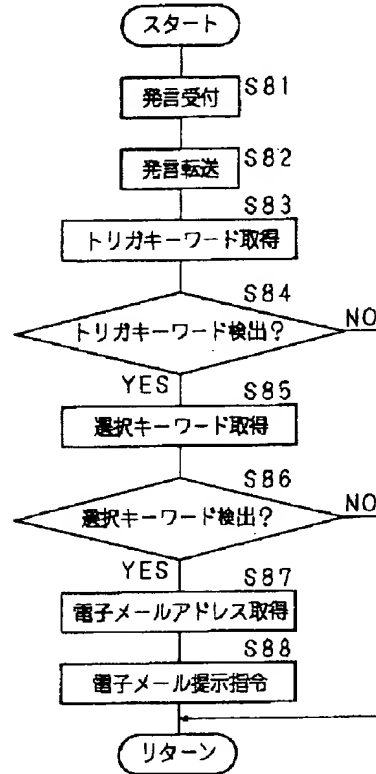 スタート
発言受付 S81
発言転送 S82
S83
トリガキーワード取得
S84
トリガキーワード検出? NO
YES S85
選択キーワード取得
S86
選択キーワード検出? NO
YES S87
電子メールアドレス取得
S88
電子メール提示指令
リターン